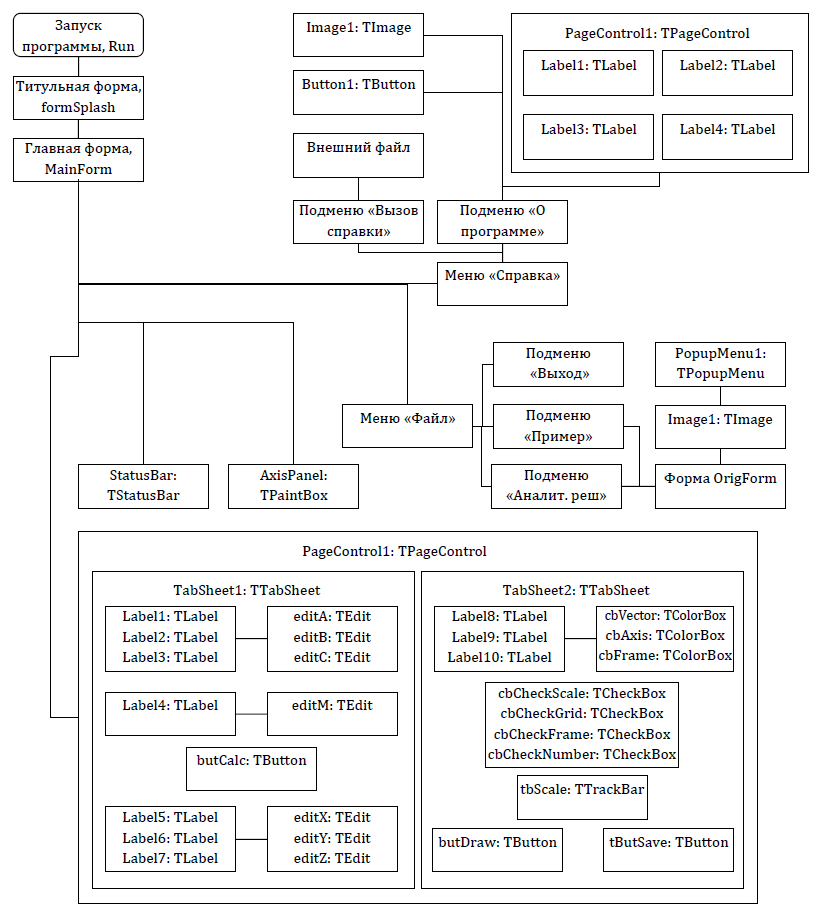 Запуск
программы, Run
Титульная форма,
formSplash
Главная форма,
MainForm
Image1: TImage
Button1: TButton
Внешний файл
Подменю «Вызов
справки»
PageControl1: TPageControl
Label1: TLabel
Label2: TLabel
Label3: TLabel
Label4: TLabel
Подменю «О
программе»
Меню «Справка»
Подменю
«Выход»
PopupMenu1:
TPopupMenu
Меню «Файл»
Подменю
«Пример»
Image1: TImage
Подменю
«Аналит. реш»
Форма OrigForm
StatusBar:
TStatusBar
AxisPanel:
TPaintBox
PageControl1: TPageControl
TabSheet1: TTabSheet
Label1: TLabel
Label2: TLabel
Label3: TLabel
editA: TEdit
editB: TEdit
editC: TEdit
Label4: TLabel
editM: TEdit
butCalc: TButton
Label5: TLabel
Label6: TLabel
Label7: TLabel
editX: TEdit
editY: TEdit
editZ: TEdit
TabSheet2: TTabSheet
Label8: TLabel
Label9: TLabel
Label10: TLabel
cbVector: TColorBox
cbAxis: TColorBox
cbFrame: TColorBox
cbCheckScale: TCheckBox
cbCheckGrid: TCheckBox
cbCheckFrame: TCheckBox
cbCheckNumber: TCheckBox
tbScale: TTrackBar
butDraw: TButton
tButSave: TButton